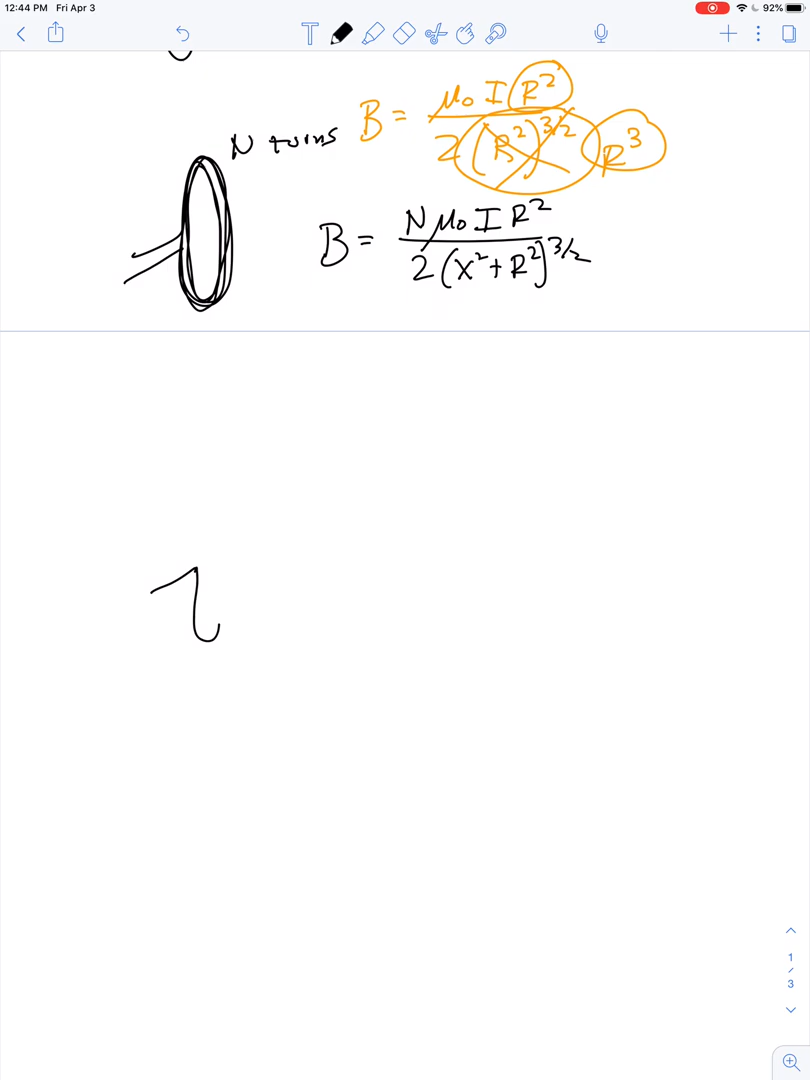 12:44 PM Fri Apr 3 92%
T
B = μ₀ I R² / 2 (R²)^3/2 R³
N turns
B = N μ₀ I R² / 2 (x² + R²)^3/2
1 / 3